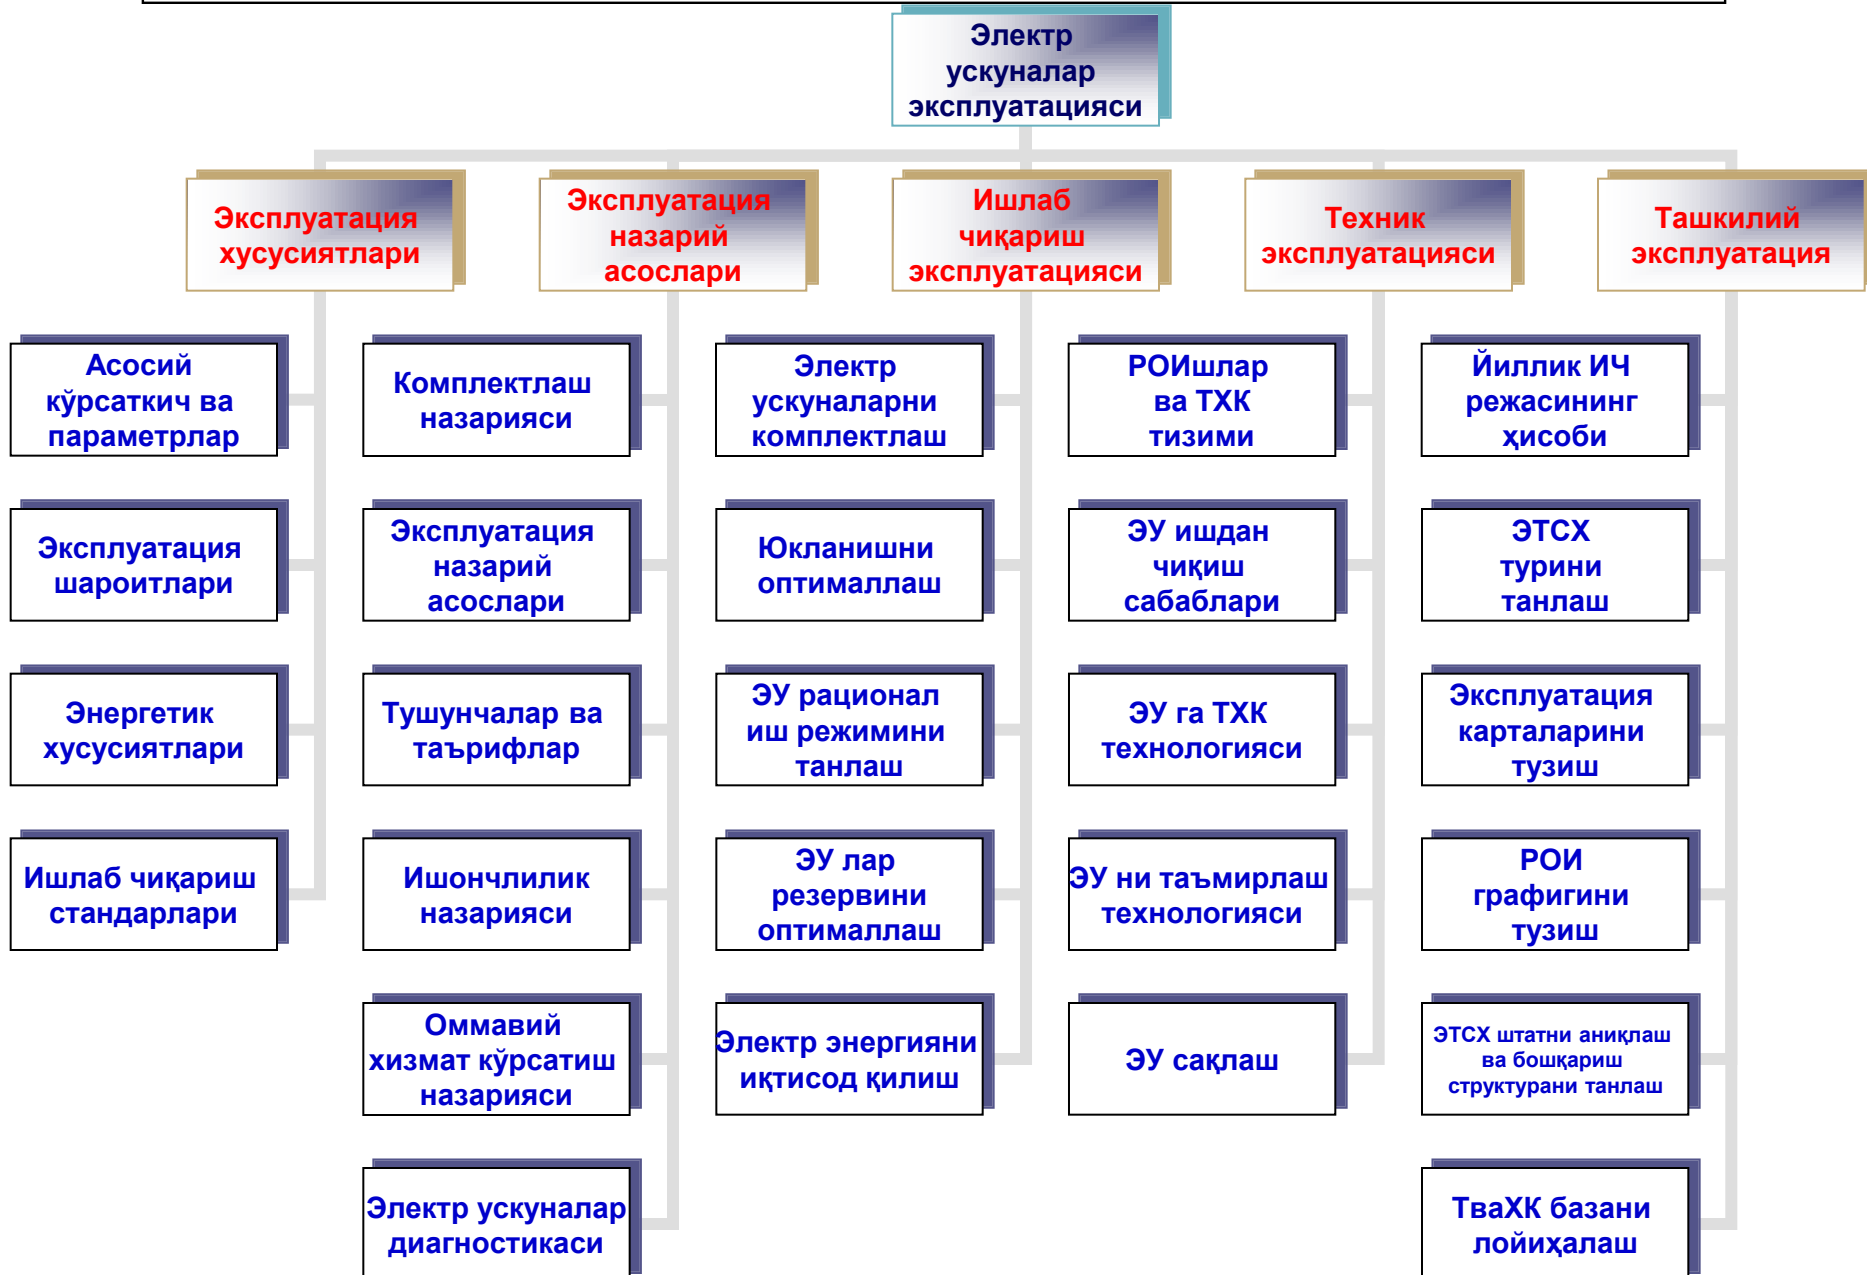 Электр
ускуналар
эксплуатацияси
Эксплуатация
хусусиятлари
Эксплуатация
назарий
асослари
Ишлаб
чиқариш
эксплуатацияси
Техник
эксплуатацияси
Ташкилий
эксплуатация
Асосий
кўрсаткич ва
параметрлар
Эксплуатация
шароитлари
Энергетик
хусусиятлари
Ишлаб чиқариш
стандарлари
Комплектлаш
назарияси
Эксплуатация
назарий
асослари
Тушунчалар ва
таърифлар
Ишончлилик
назарияси
Оммавий
хизмат кўрсатиш
назарияси
Электр ускуналар
диагностикаси
Электр
ускуналарни
комплектлаш
Юкланишни
оптималлаш
ЭУ рационал
иш режимини
танлаш
ЭУ лар
резервини
оптималлаш
Электр энергияни
иқтисод қилиш
РОИшлар
ва ТХК
тизими
ЭУ ишдан
чиқиш
сабаблари
ЭУ га ТХК
технологияси
ЭУ ни таъмирлаш
технологияси
ЭУ сақлаш
Йиллик ИЧ
режасининг
ҳисоби
ЭТСХ
турини
танлаш
Эксплуатация
карталарини
тузиш
РОИ
графигини
тузиш
ЭТСХ штатни аниқлаш
ва бошқариш
структурани танлаш
ТваХК базани
лойиҳалаш